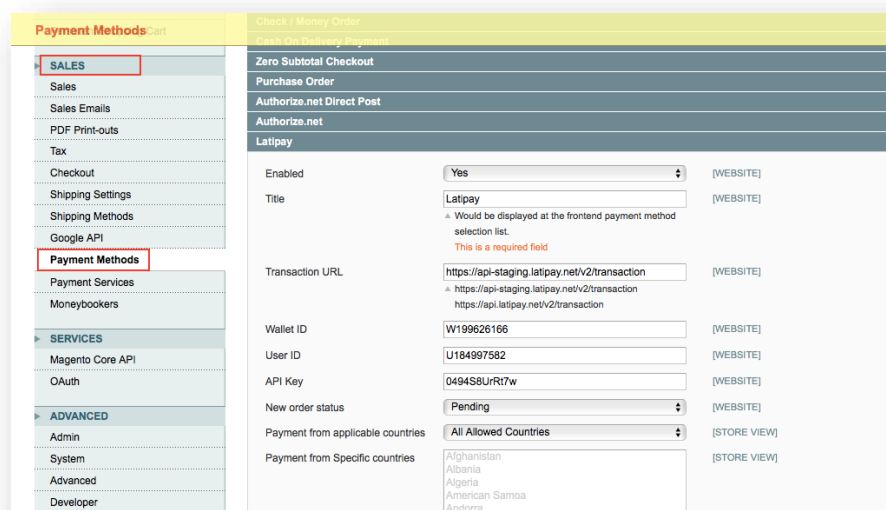 Payment Methods Cart
SALES
Sales
Sales Emails
PDF Print-outs
Tax
Checkout
Shipping Settings
Shipping Methods
Google API
Payment Methods
Payment Services
Moneybookers
SERVICES
Magento Core API
OAuth
ADVANCED
Admin
System
Advanced
Developer
Check / Money Order
Cash On Delivery Payment
Zero Subtotal Checkout
Purchase Order
Authorize.net Direct Post
Authorize.net
Latipay
Enabled Yes [WEBSITE]
Title Latipay [WEBSITE]
Would be displayed at the frontend payment method
selection list.
This is a required field
Transaction URL https://api-staging.latipay.net/v2/transaction [WEBSITE]
https://api-staging.latipay.net/v2/transaction
https://api.latipay.net/v2/transaction
Wallet ID W199626166 [WEBSITE]
User ID U184997582 [WEBSITE]
API Key 0494S8UrRt7w [WEBSITE]
New order status Pending [WEBSITE]
Payment from applicable countries All Allowed Countries [STORE VIEW]
Payment from Specific countries Afghanistan [STORE VIEW]
Albania
Algeria
American Samoa
Andorra